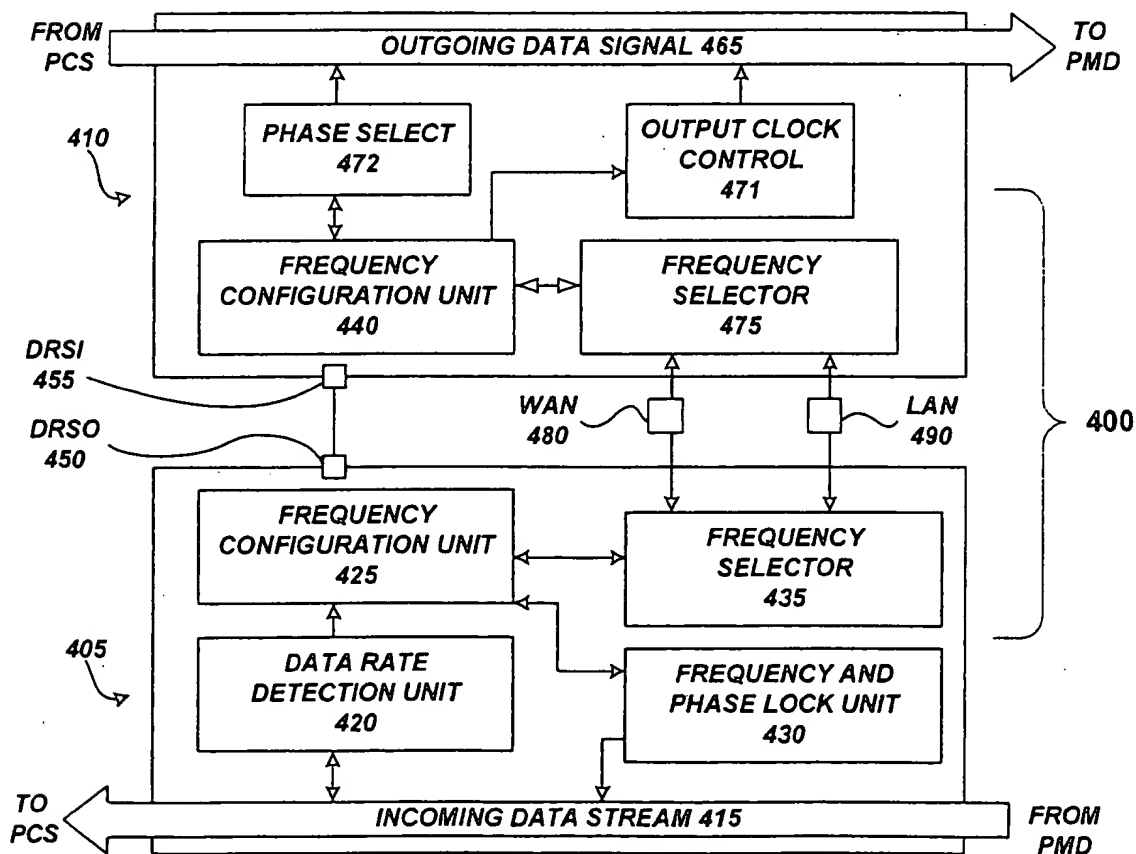 FROM
PCS
OUTGOING DATA SIGNAL 465
TO
PMD
410
PHASE SELECT
472
OUTPUT CLOCK
CONTROL
471
FREQUENCY
CONFIGURATION UNIT
440
FREQUENCY
SELECTOR
475
DRSI
455
DRSO
450
WAN
480
LAN
490
400
FREQUENCY
CONFIGURATION UNIT
425
FREQUENCY
SELECTOR
435
405
DATA RATE
DETECTION UNIT
420
FREQUENCY AND
PHASE LOCK UNIT
430
TO
PCS
INCOMING DATA STREAM 415
FROM
PMD